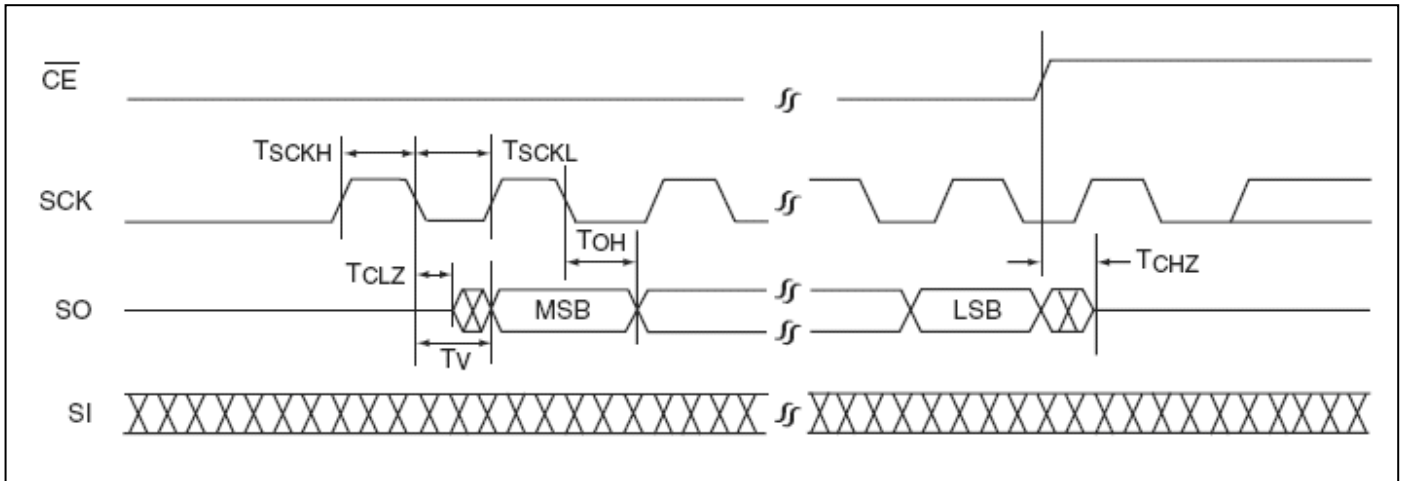 CE
TSCKH
TSCKL
SCK
TOH
TCLZ
TCHZ
SO
MSB
LSB
TV
SI